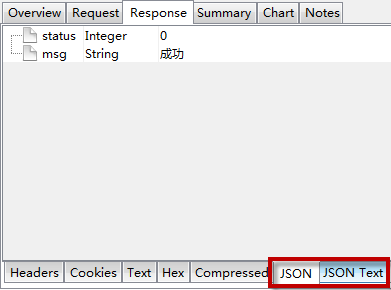 Overview Request Response Summary Chart Notes
status Integer 0
msg String 成功
Headers Cookies Text Hex Compressed JSON JSON Text